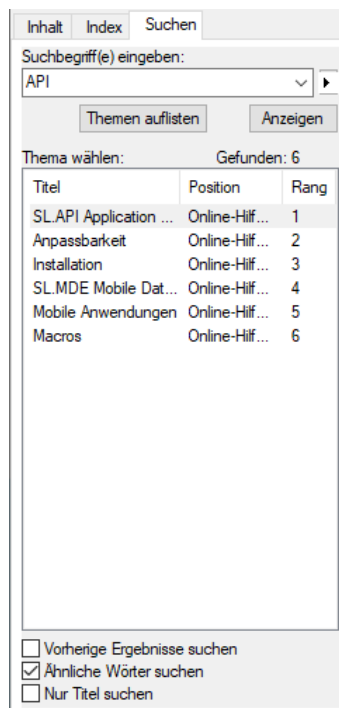 Inhalt Index Suchen
Suchbegriff(e) eingeben:
API
Themen auflisten Anzeigen
Thema wählen: Gefunden: 6
Titel Position Rang
SL.API Application ... Online-Hilf... 1
Anpassbarkeit Online-Hilf... 2
Installation Online-Hilf... 3
SL.MDE Mobile Dat... Online-Hilf... 4
Mobile Anwendungen Online-Hilf... 5
Macros Online-Hilf... 6
Vorherige Ergebnisse suchen
Ähnliche Wörter suchen
Nur Titel suchen